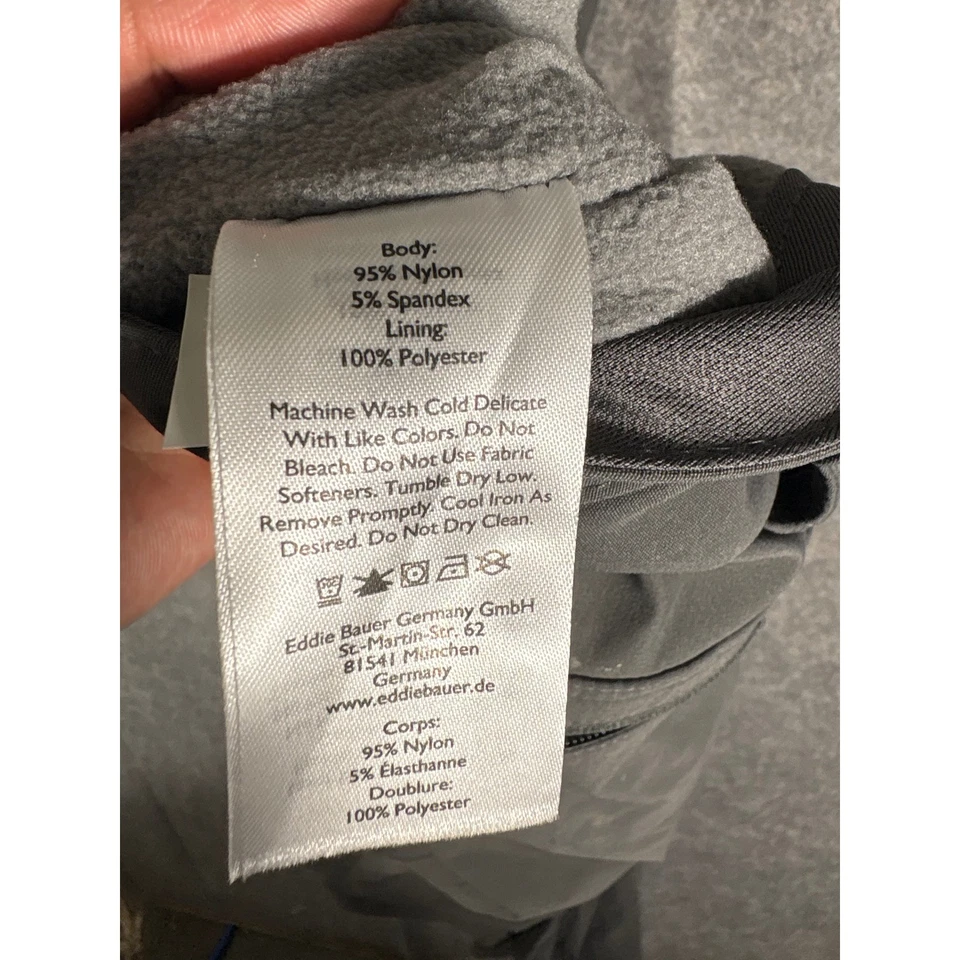 Body:
95% Nylon
5% Spandex
Lining:
100% Polyester
Machine Wash Cold Delicate
With Like Colors. Do Not
Bleach. Do Not Use Fabric
Softeners. Tumble Dry Low.
Remove Promptly. Cool Iron As
Desired. Do Not Dry Clean.
Eddie Bauer Germany GmbH
St.-Martin-Str. 62
81541 München
Germany
www.eddiebauer.de
Corps:
95% Nylon
5% Élasthanne
Doublure:
100% Polyester